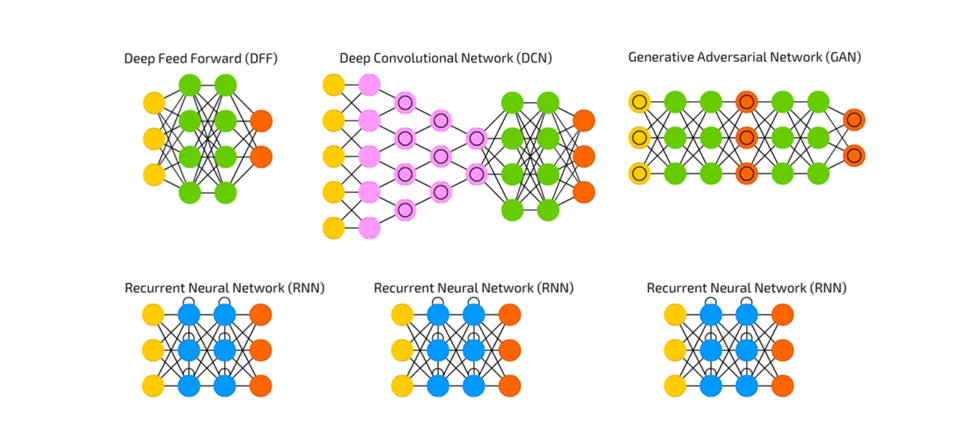 Deep Feed Forward (DFF)
Deep Convolutional Network (DCN)
Generative Adversarial Network (GAN)
Recurrent Neural Network (RNN)
Recurrent Neural Network (RNN)
Recurrent Neural Network (RNN)